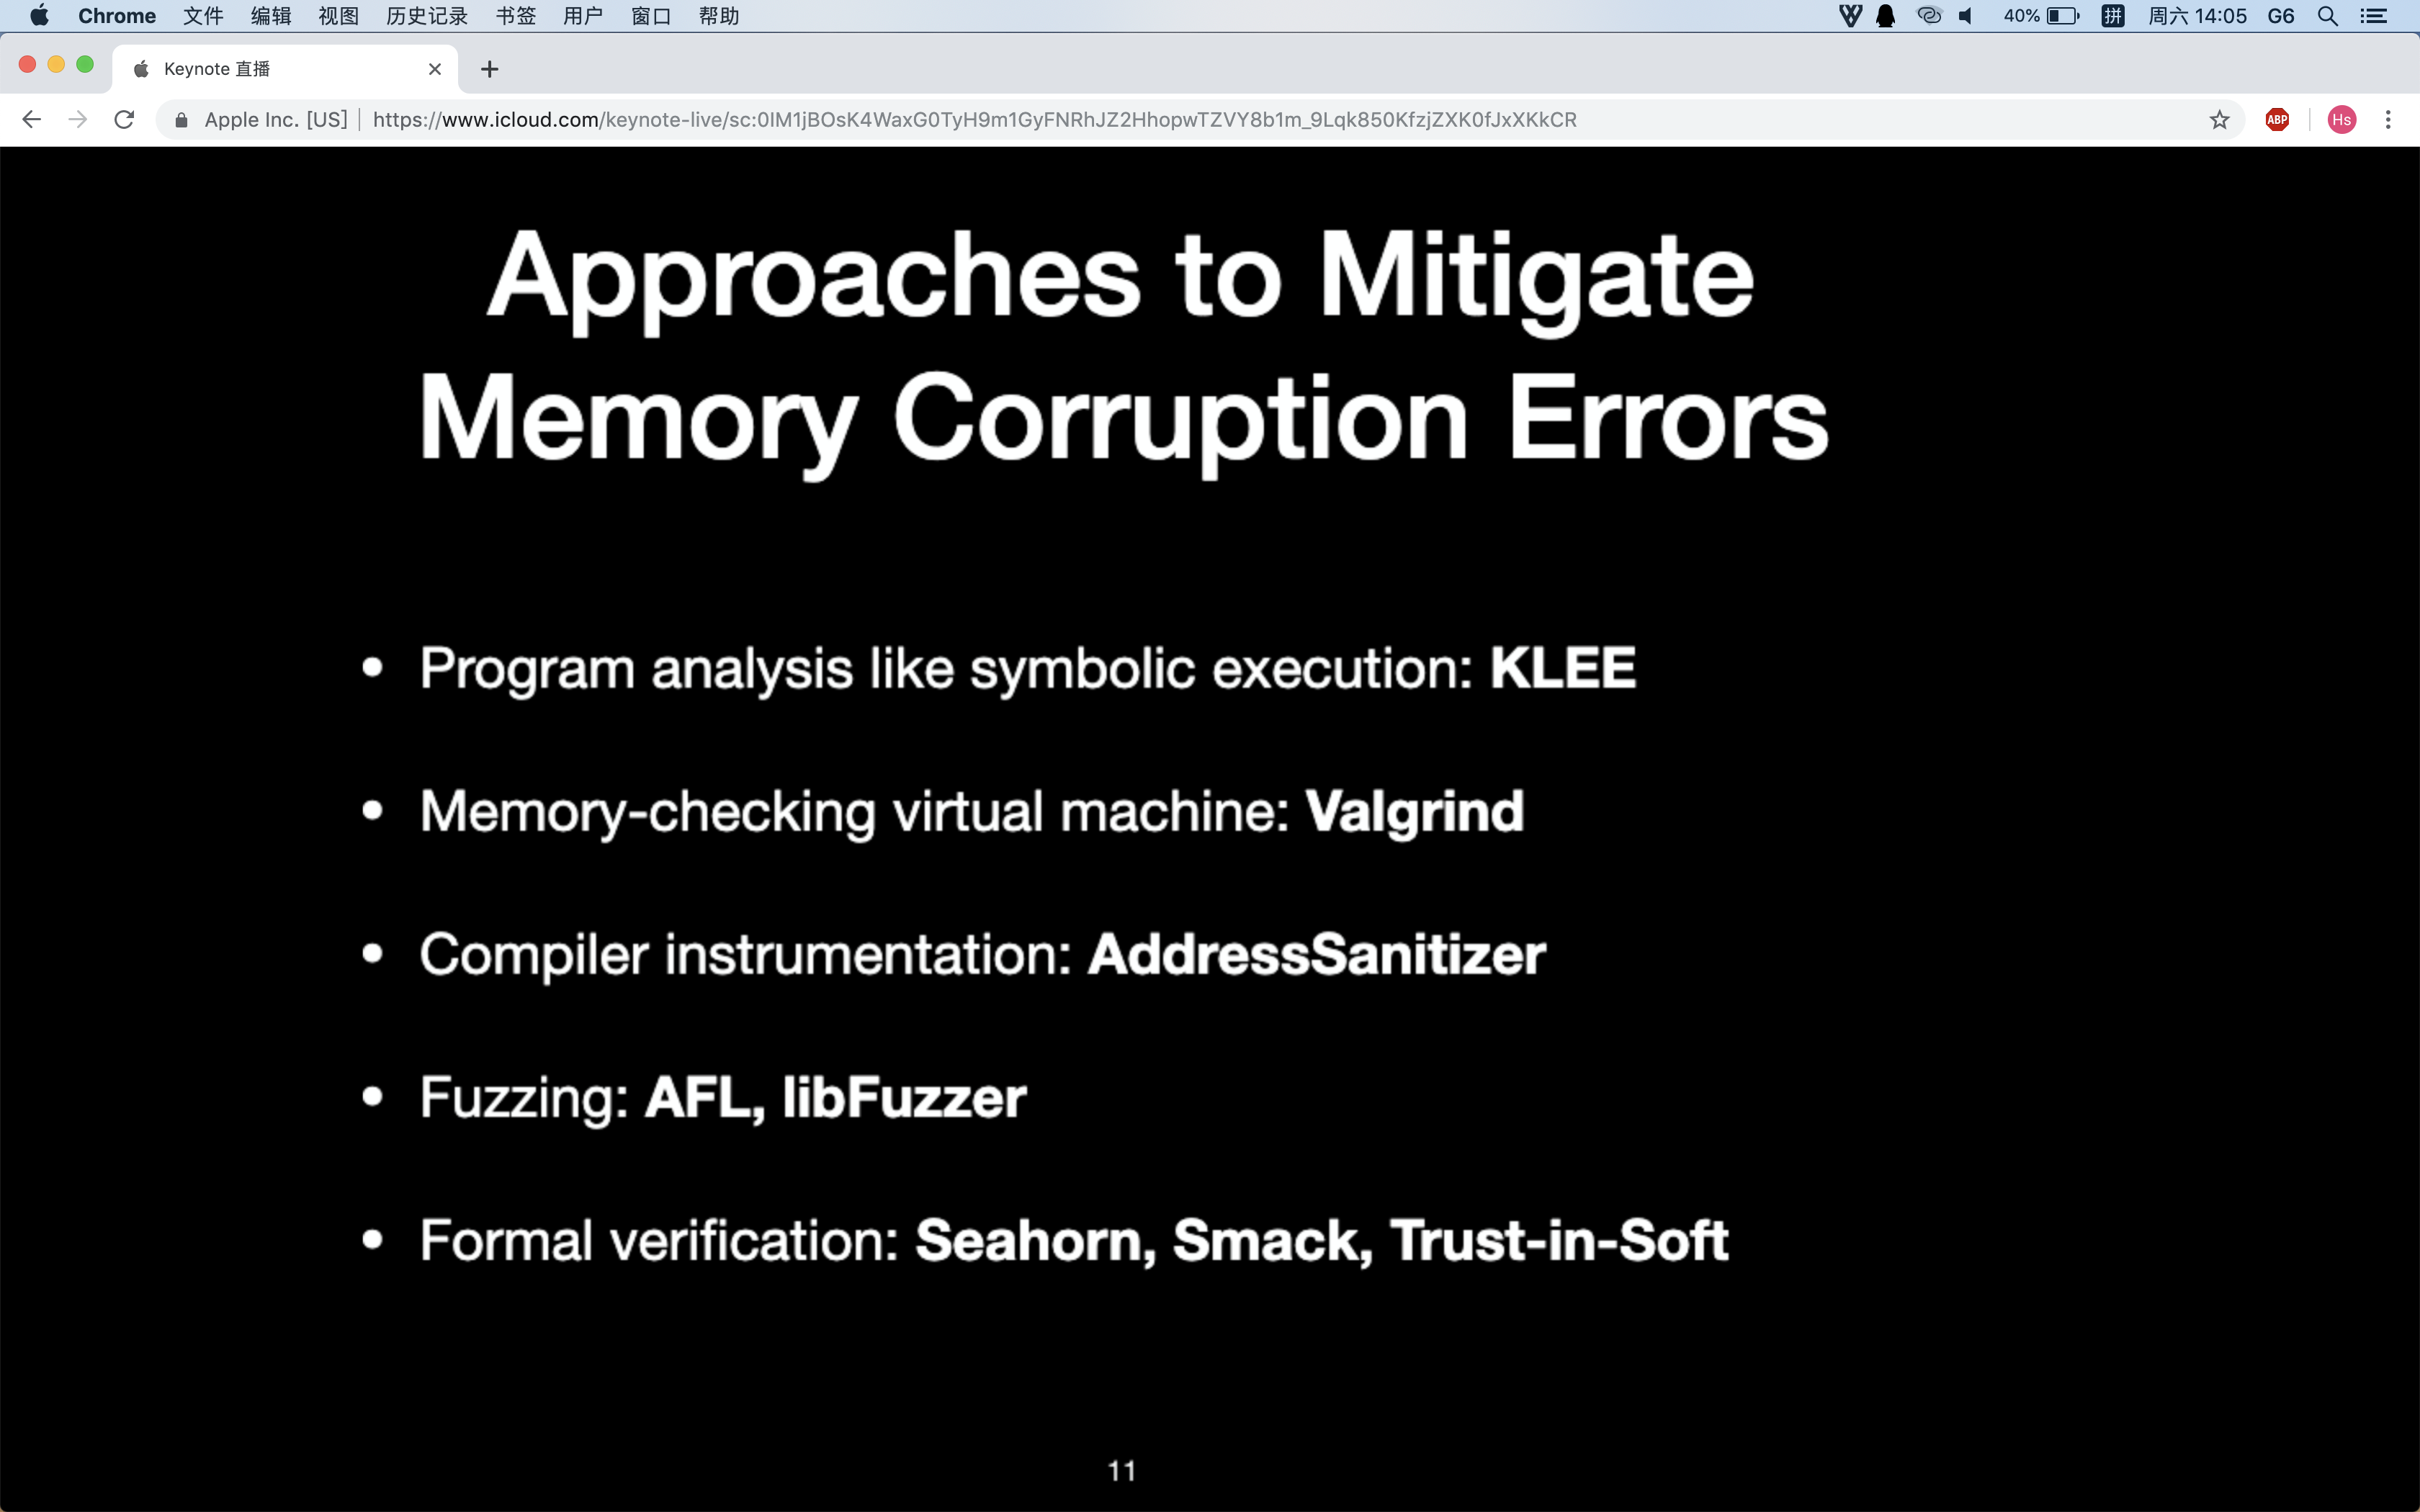 Chrome 文件 编辑 视图 历史记录 书签 用户 窗口 帮助 40% 拼 周六 14:05 G6
Keynote 直播
Apple Inc. [US] https://www.icloud.com/keynote-live/sc:0IM1jBOsK4WaxG0TyH9m1GyFNRhJZ2HhopwTZVY8b1m_9Lqk850KfzjZXK0fJxXKkCR ABP Hs
Approaches to Mitigate
Memory Corruption Errors
• Program analysis like symbolic execution: KLEE
• Memory-checking virtual machine: Valgrind
• Compiler instrumentation: AddressSanitizer
• Fuzzing: AFL, libFuzzer
• Formal verification: Seahorn, Smack, Trust-in-Soft
11